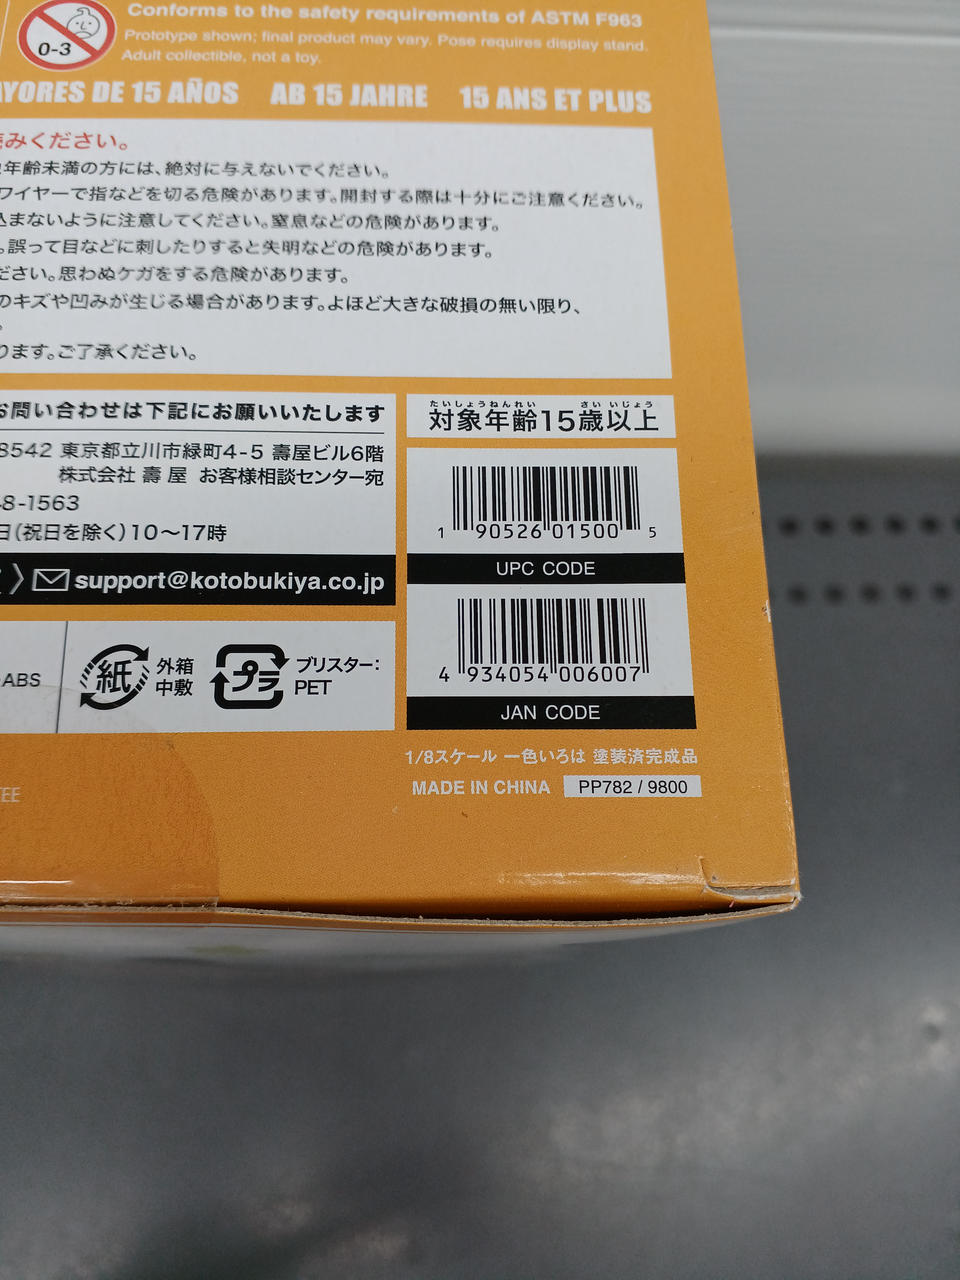 Conforms to the safety requirements of ASTM F963
0-3
Prototype shown; final product may vary. Pose requires display stand.
Adult collectible, not a toy.
AYORES DE 15 AÑOS AB 15 JAHRE 15 ANS ET PLUS
読みください。
年齢未満の方には、絶対に与えないでください。
ワイヤーで指などを切る危険があります。開封する際は十分にご注意ください。
込まないように注意してください。窒息などの危険があります。
。誤って目などに刺したりすると失明などの危険があります。
ださい。思わぬケガをする危険があります。
のキズや凹みが生じる場合があります。よほど大きな破損の無い限り、
。
ります。ご了承ください。
お問い合わせは下記にお願いいたします
8542 東京都立川市緑町4-5 壽屋ビル6階
株式会社 壽 屋 お客様相談センター宛
48-1563
日(祝日を除く)10〜17時
support@kotobukiya.co.jp
たいしょうねんれい さい いじょう
対象年齢15歳以上
1 90526 01500 5
UPC CODE
4 934054 006007
JAN CODE
ABS
紙
外箱
中敷
プラ
ブリスター:
PET
1/8スケール 一色いろは 塗装済完成品
MADE IN CHINA PP782 / 9800
TEE